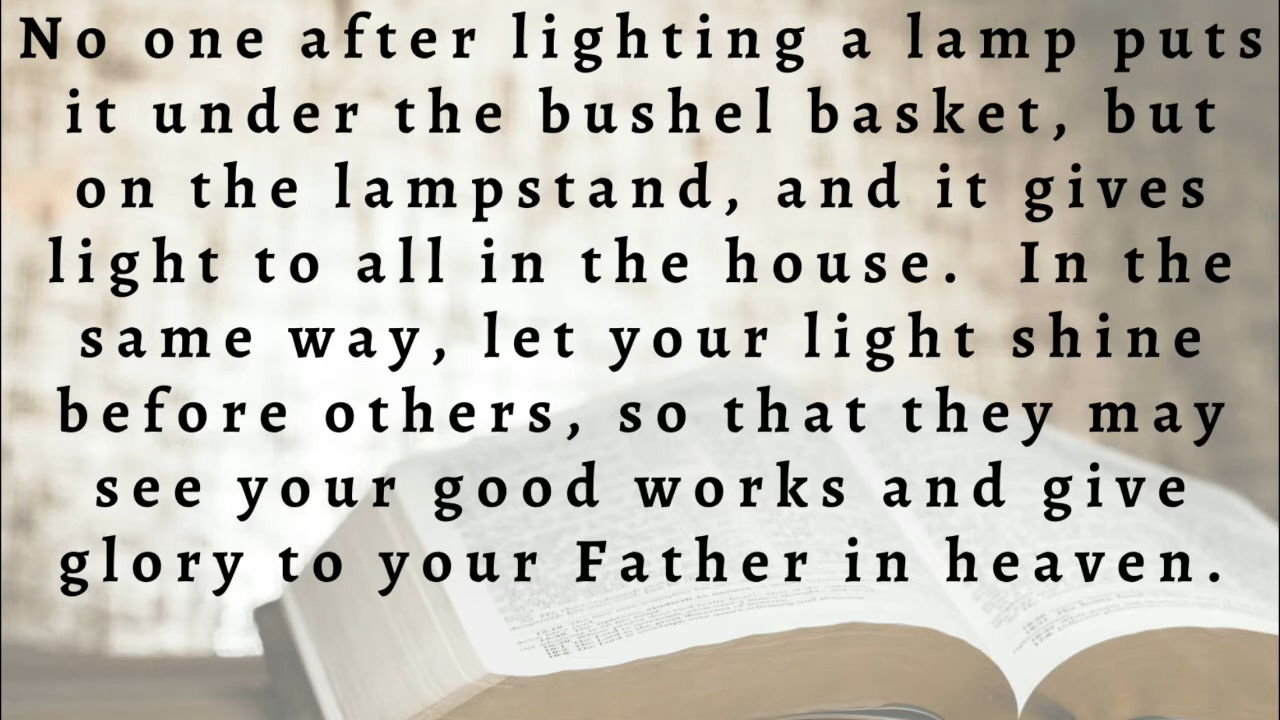 No one after lighting a lamp puts
it under the bushel basket, but
on the lampstand, and it gives
light to all in the house.  In the
same way, let your light shine
before others, so that they may
see your good works and give
glory to your Father in heaven.